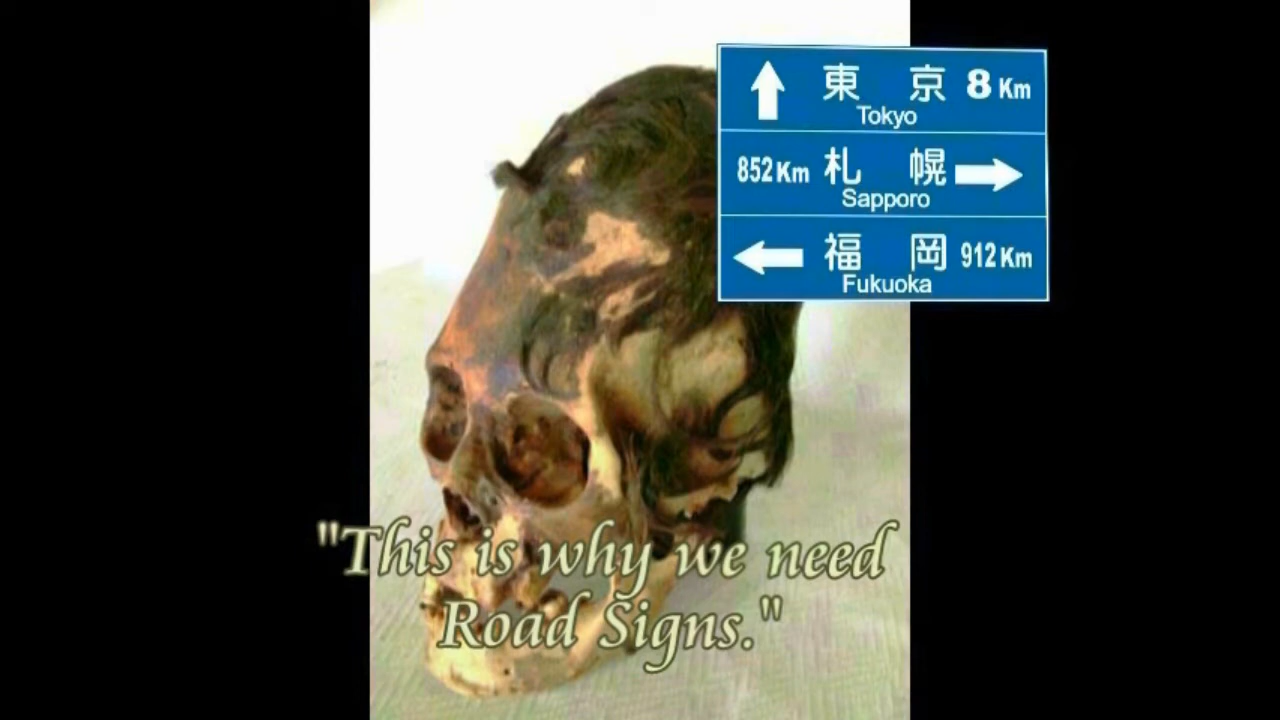 東 京 8 Km
Tokyo
852 Km 札 幌
Sapporo
福 岡 912 Km
Fukuoka
"This is why we need
Road Signs."